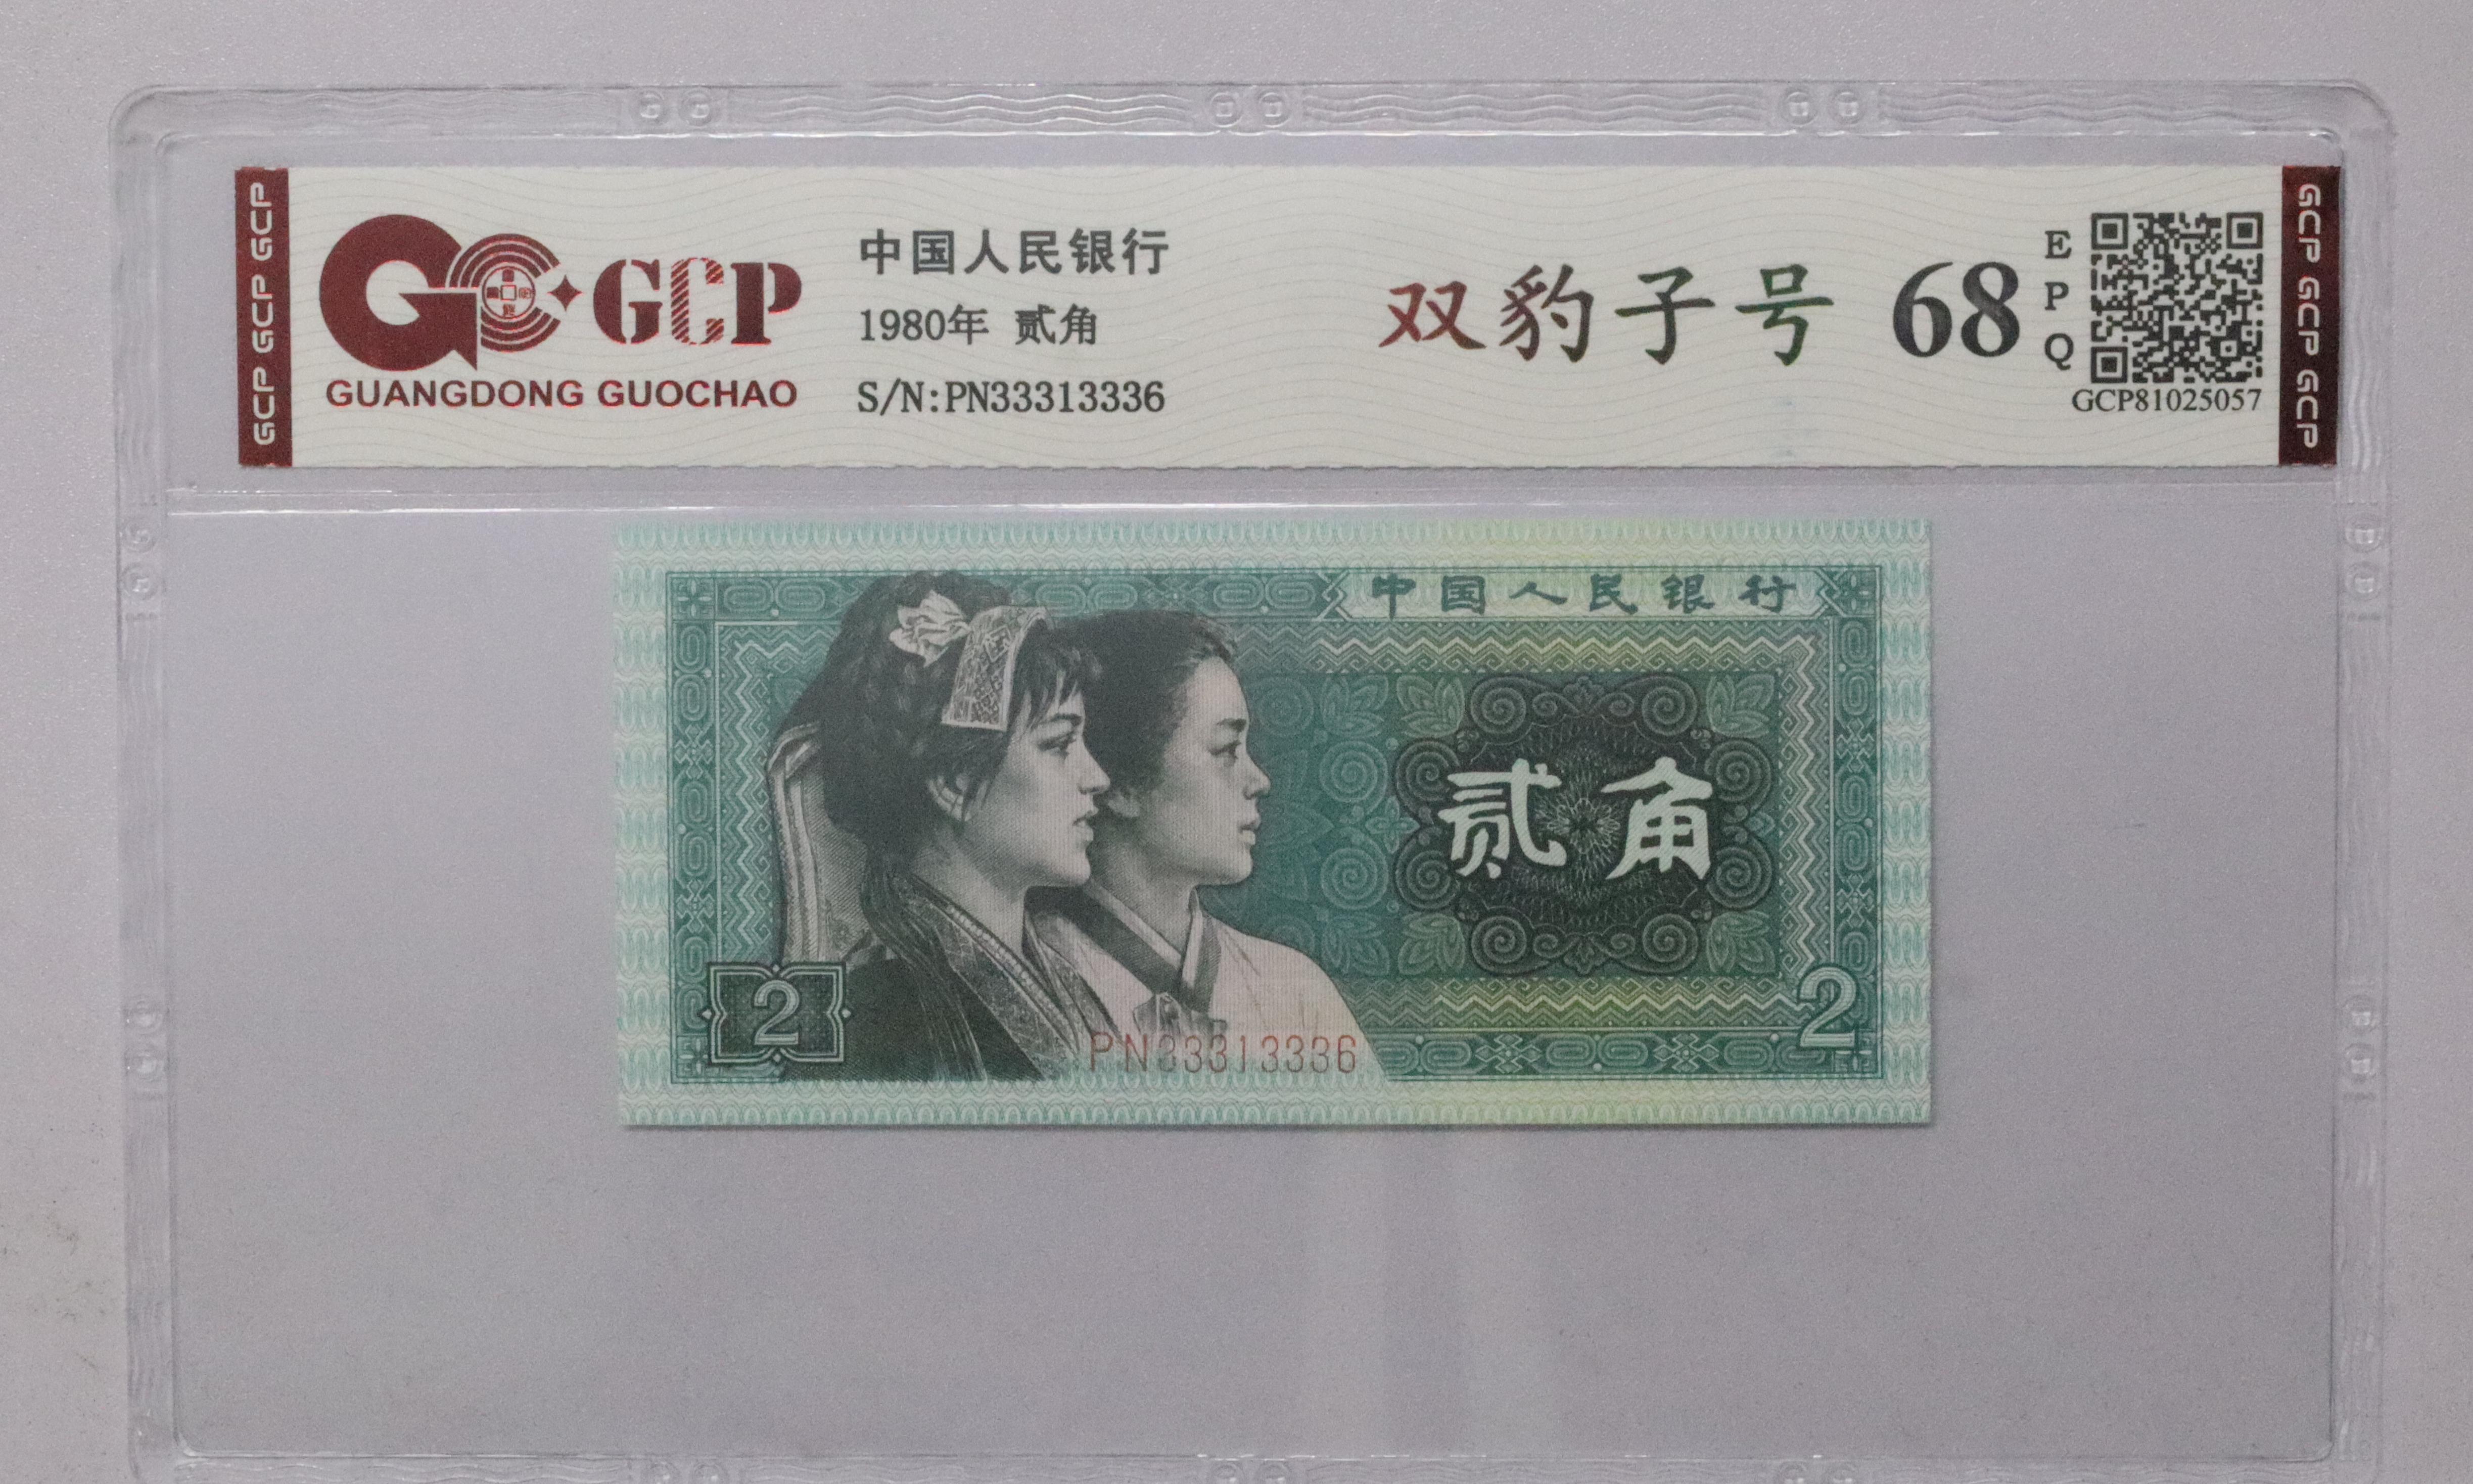 GCP GCP GCP
GCP
GUANGDONG GUOCHAO
中国人民银行
1980年 贰角
S/N:PN33313336
双豹子号
68
EPQ
GCP81025057
GCP GCP GCP
中国人民银行
贰角
2
PN33313336
2